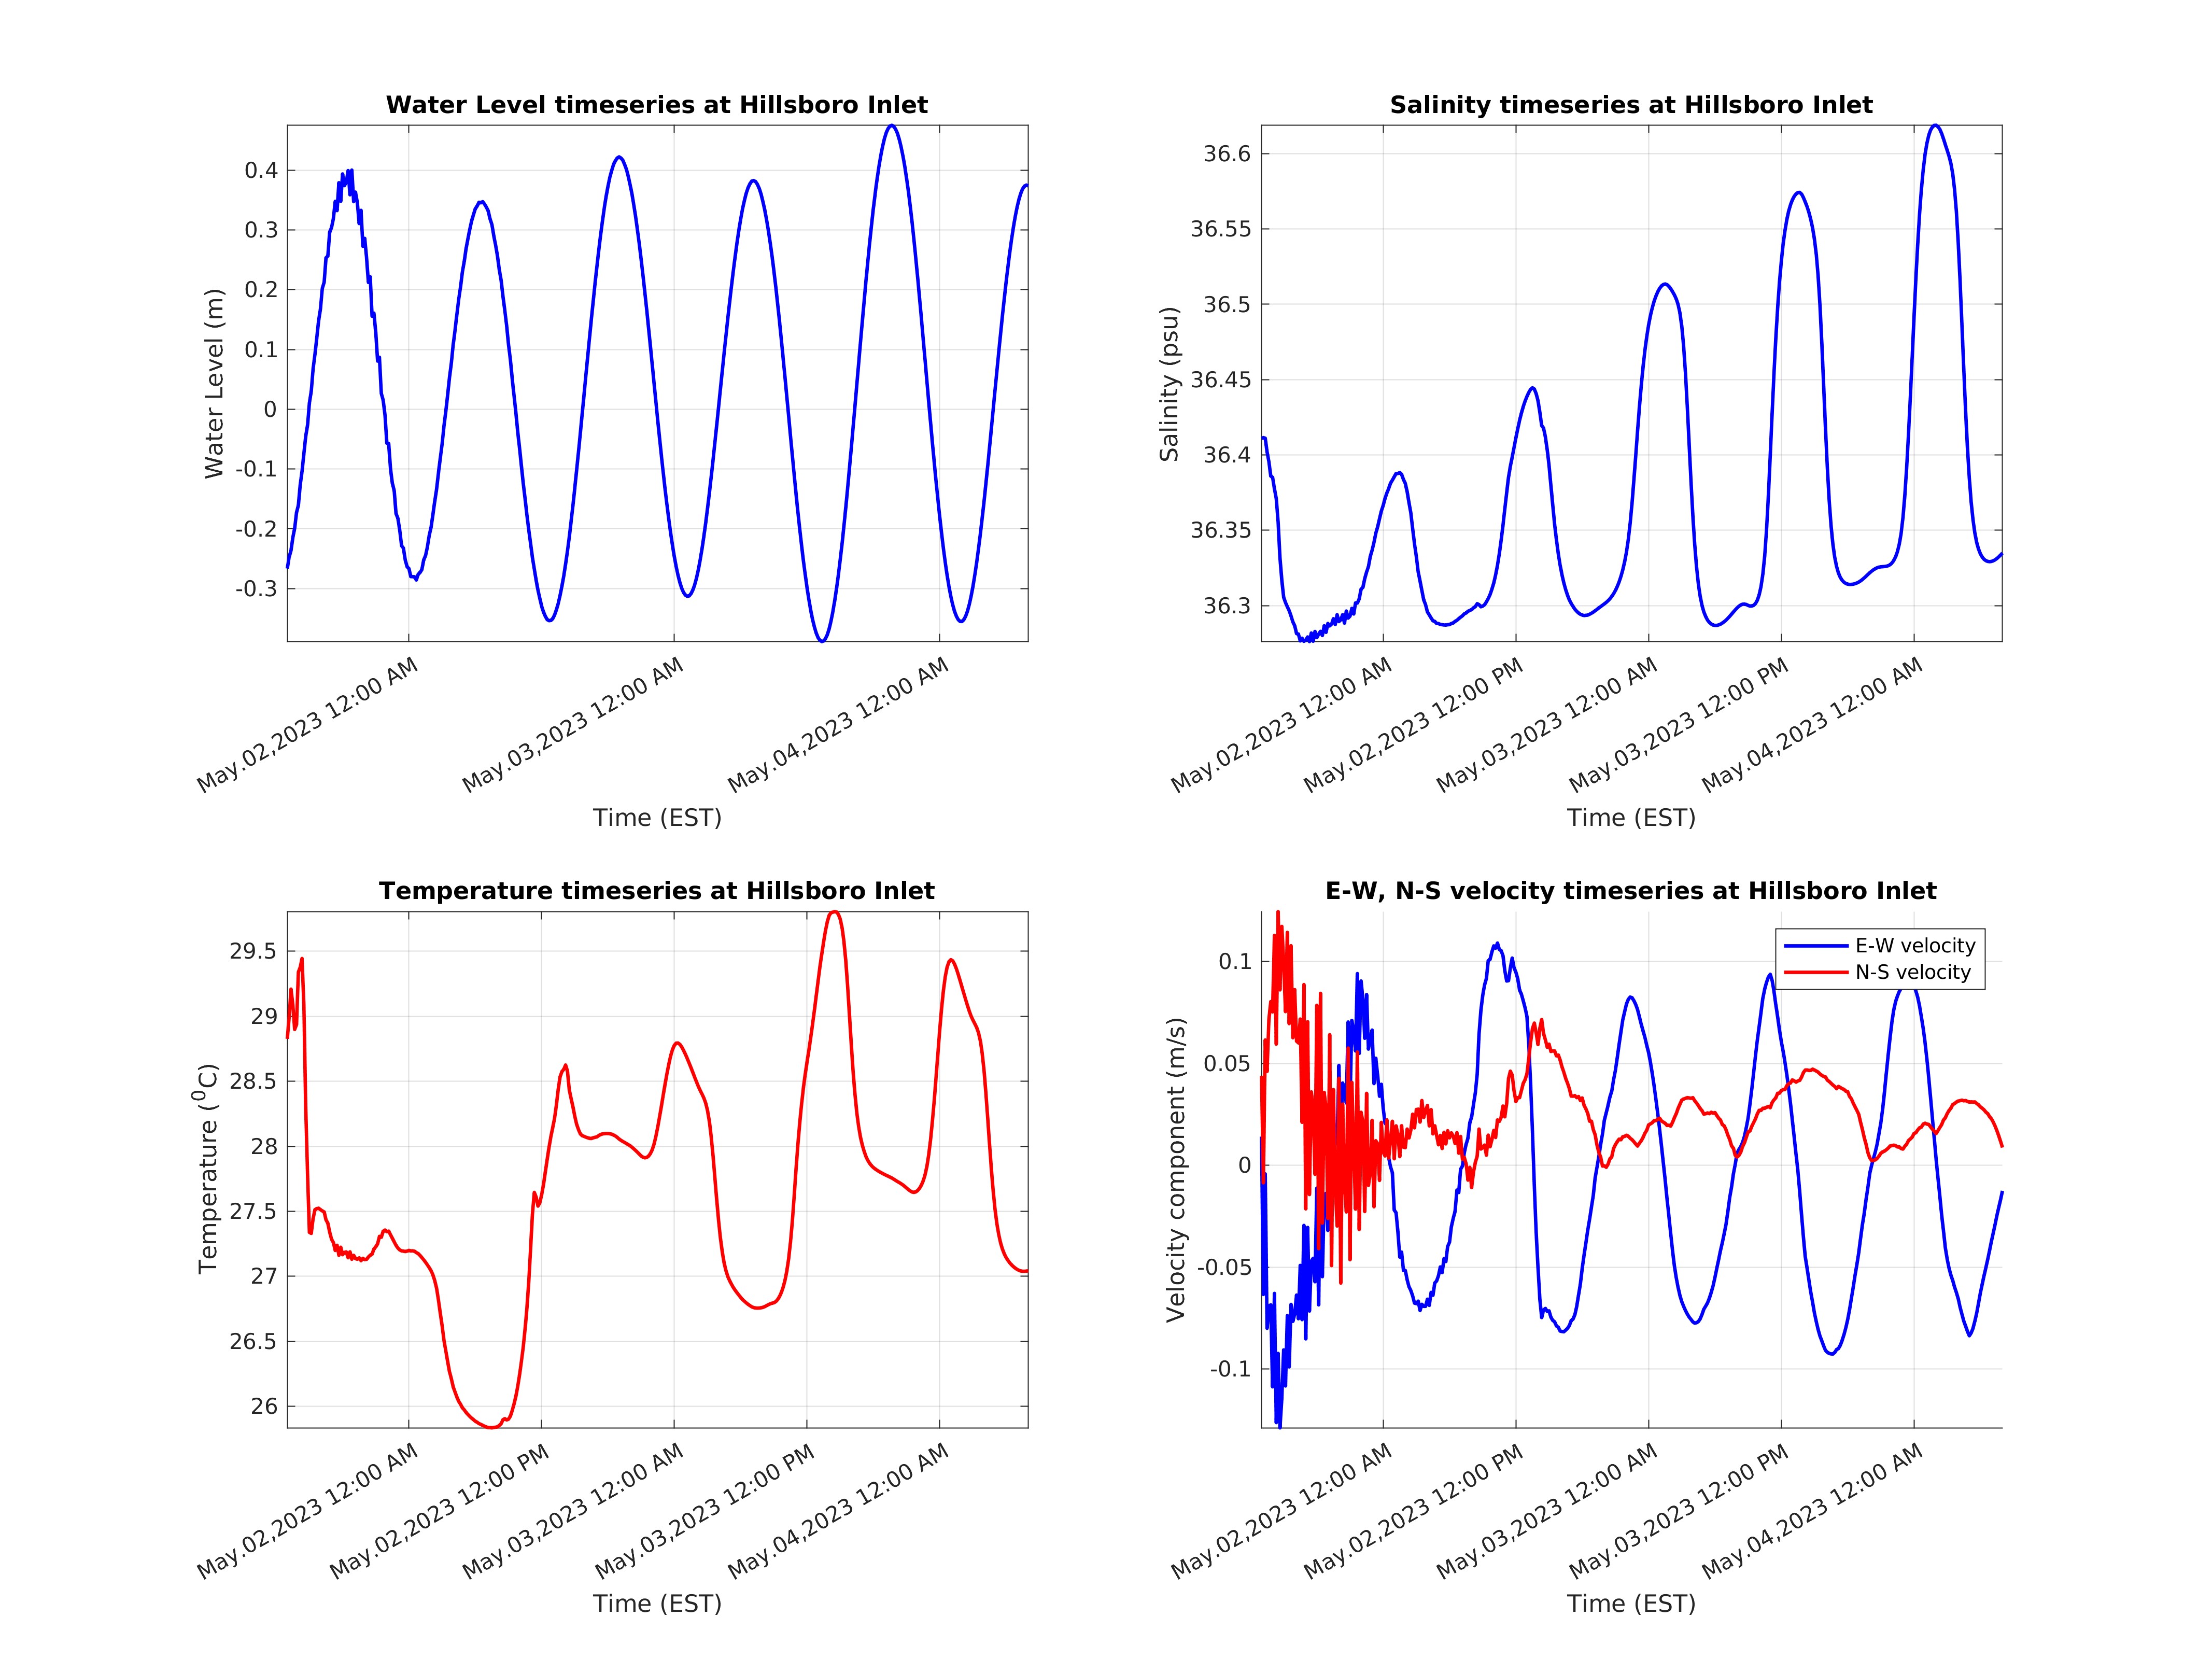 Water Level timeseries at Hillsboro Inlet
Water Level (m)
0.4
0.3
0.2
0.1
0
-0.1
-0.2
-0.3
May.02,2023 12:00 AM
May.03,2023 12:00 AM
May.04,2023 12:00 AM
Time (EST)
Salinity timeseries at Hillsboro Inlet
Salinity (psu)
36.6
36.55
36.5
36.45
36.4
36.35
36.3
May.02,2023 12:00 AM
May.02,2023 12:00 PM
May.03,2023 12:00 AM
May.03,2023 12:00 PM
May.04,2023 12:00 AM
Time (EST)
Temperature timeseries at Hillsboro Inlet
Temperature (⁰C)
29.5
29
28.5
28
27.5
27
26.5
26
May.02,2023 12:00 AM
May.02,2023 12:00 PM
May.03,2023 12:00 AM
May.03,2023 12:00 PM
May.04,2023 12:00 AM
Time (EST)
E-W, N-S velocity timeseries at Hillsboro Inlet
E-W velocity
N-S velocity
Velocity component (m/s)
0.1
0.05
0
-0.05
-0.1
May.02,2023 12:00 AM
May.02,2023 12:00 PM
May.03,2023 12:00 AM
May.03,2023 12:00 PM
May.04,2023 12:00 AM
Time (EST)